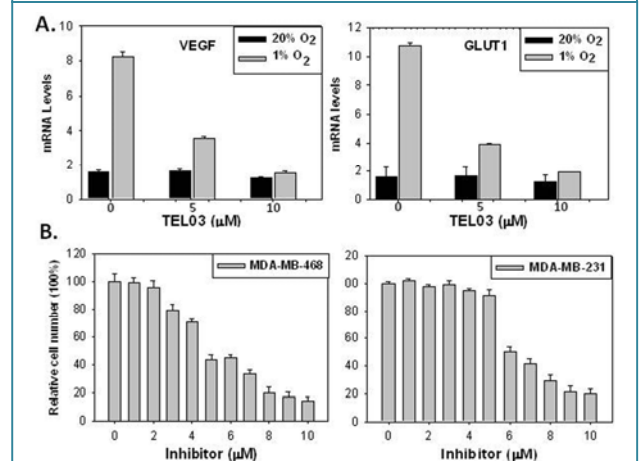 A.
VEGF
20% O2
1% O2
mRNA Levels
10
8
6
4
2
0
0 5 10
TEL03 (µM)
GLUT1
20% O2
1% O2
mRNA levels
12
10
8
6
4
2
0
0 5 10
TEL03 (µM)
B.
MDA-MB-468
Relative cell number (100%)
120
100
80
60
40
20
0
0 2 4 6 8 10
Inhibitor (µM)
MDA-MB-231
20
00
80
60
40
20
0
0 2 4 6 8 10
Inhibitor (µM)